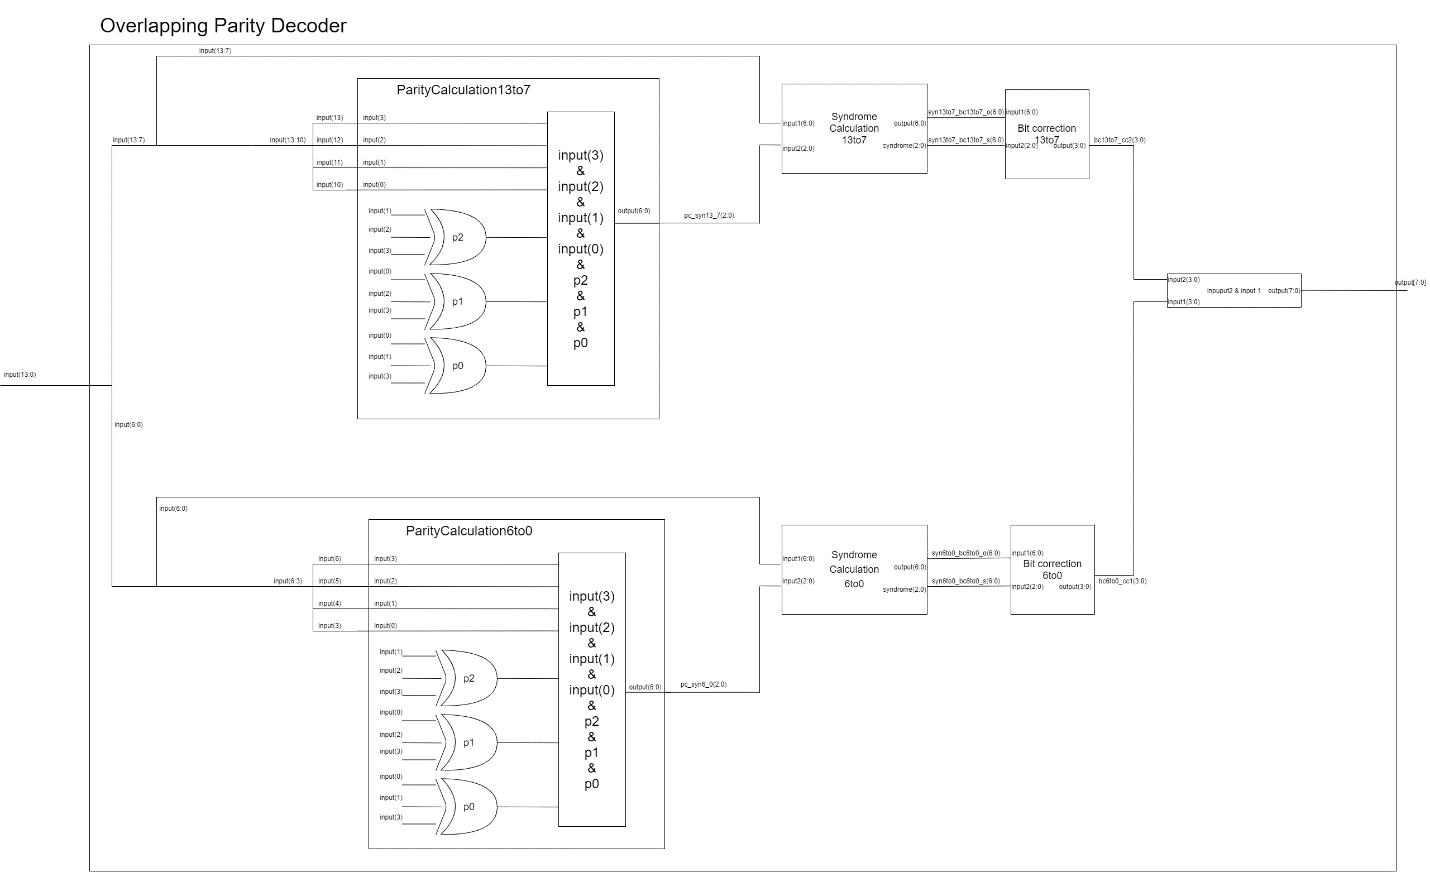 Overlapping Parity Decoder
input(13:7)
ParityCalculation13to7
input(13:7)
input(13:10)
input(13)
input(12)
input(11)
input(10)
input(3)
input(2)
input(1)
input(0)
input(1)
input(2)
input(3)
p2
input(0)
input(2)
input(3)
p1
input(0)
input(1)
input(3)
p0
input(3)
&
input(2)
&
input(1)
&
input(0)
&
p2
&
p1
&
p0
output(6:0)
pc_syn13_7(2:0)
input1(6:0)
input2(2:0)
Syndrome
Calculation
13to7
output(6:0)
syndrome(2:0)
syn13to7_bc13to7_o(6:0)
syn13to7_bc13to7_s(6:0)
input1(6:0)
input2(2:0)
Bit correction
13to7
output(3:0)
bc13to7_cc2(3:0)
input2(3:0)
input1(3:0)
inpuput2 & input 1
output(7:0)
output[7:0)
input(13:0)
input(6:0)
input(6:0)
ParityCalculation6to0
input(6:3)
input(6)
input(5)
input(4)
input(3)
input(3)
input(2)
input(1)
input(0)
input(1)
input(2)
input(3)
p2
input(0)
input(2)
input(3)
p1
input(0)
input(1)
input(3)
p0
input(3)
&
input(2)
&
input(1)
&
input(0)
&
p2
&
p1
&
p0
output(6:0)
pc_syn6_0(2:0)
input1(6:0)
input2(2:0)
Syndrome
Calculation
6to0
output(6:0)
syndrome(2:0)
syn6to0_bc6to0_o(6:0)
syn6to0_bc6to0_s(6:0)
input1(6:0)
input2(2:0)
Bit correction
6to0
output(3:0)
bc6to0_cc1(3:0)